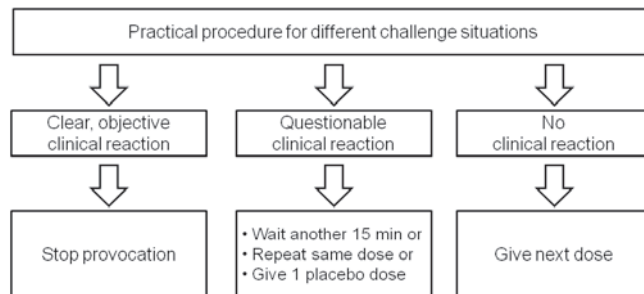 Practical procedure for different challenge situations
Clear, objective
clinical reaction
Questionable
clinical reaction
No
clinical reaction
Stop provocation
• Wait another 15 min or
• Repeat same dose or
• Give 1 placebo dose
Give next dose